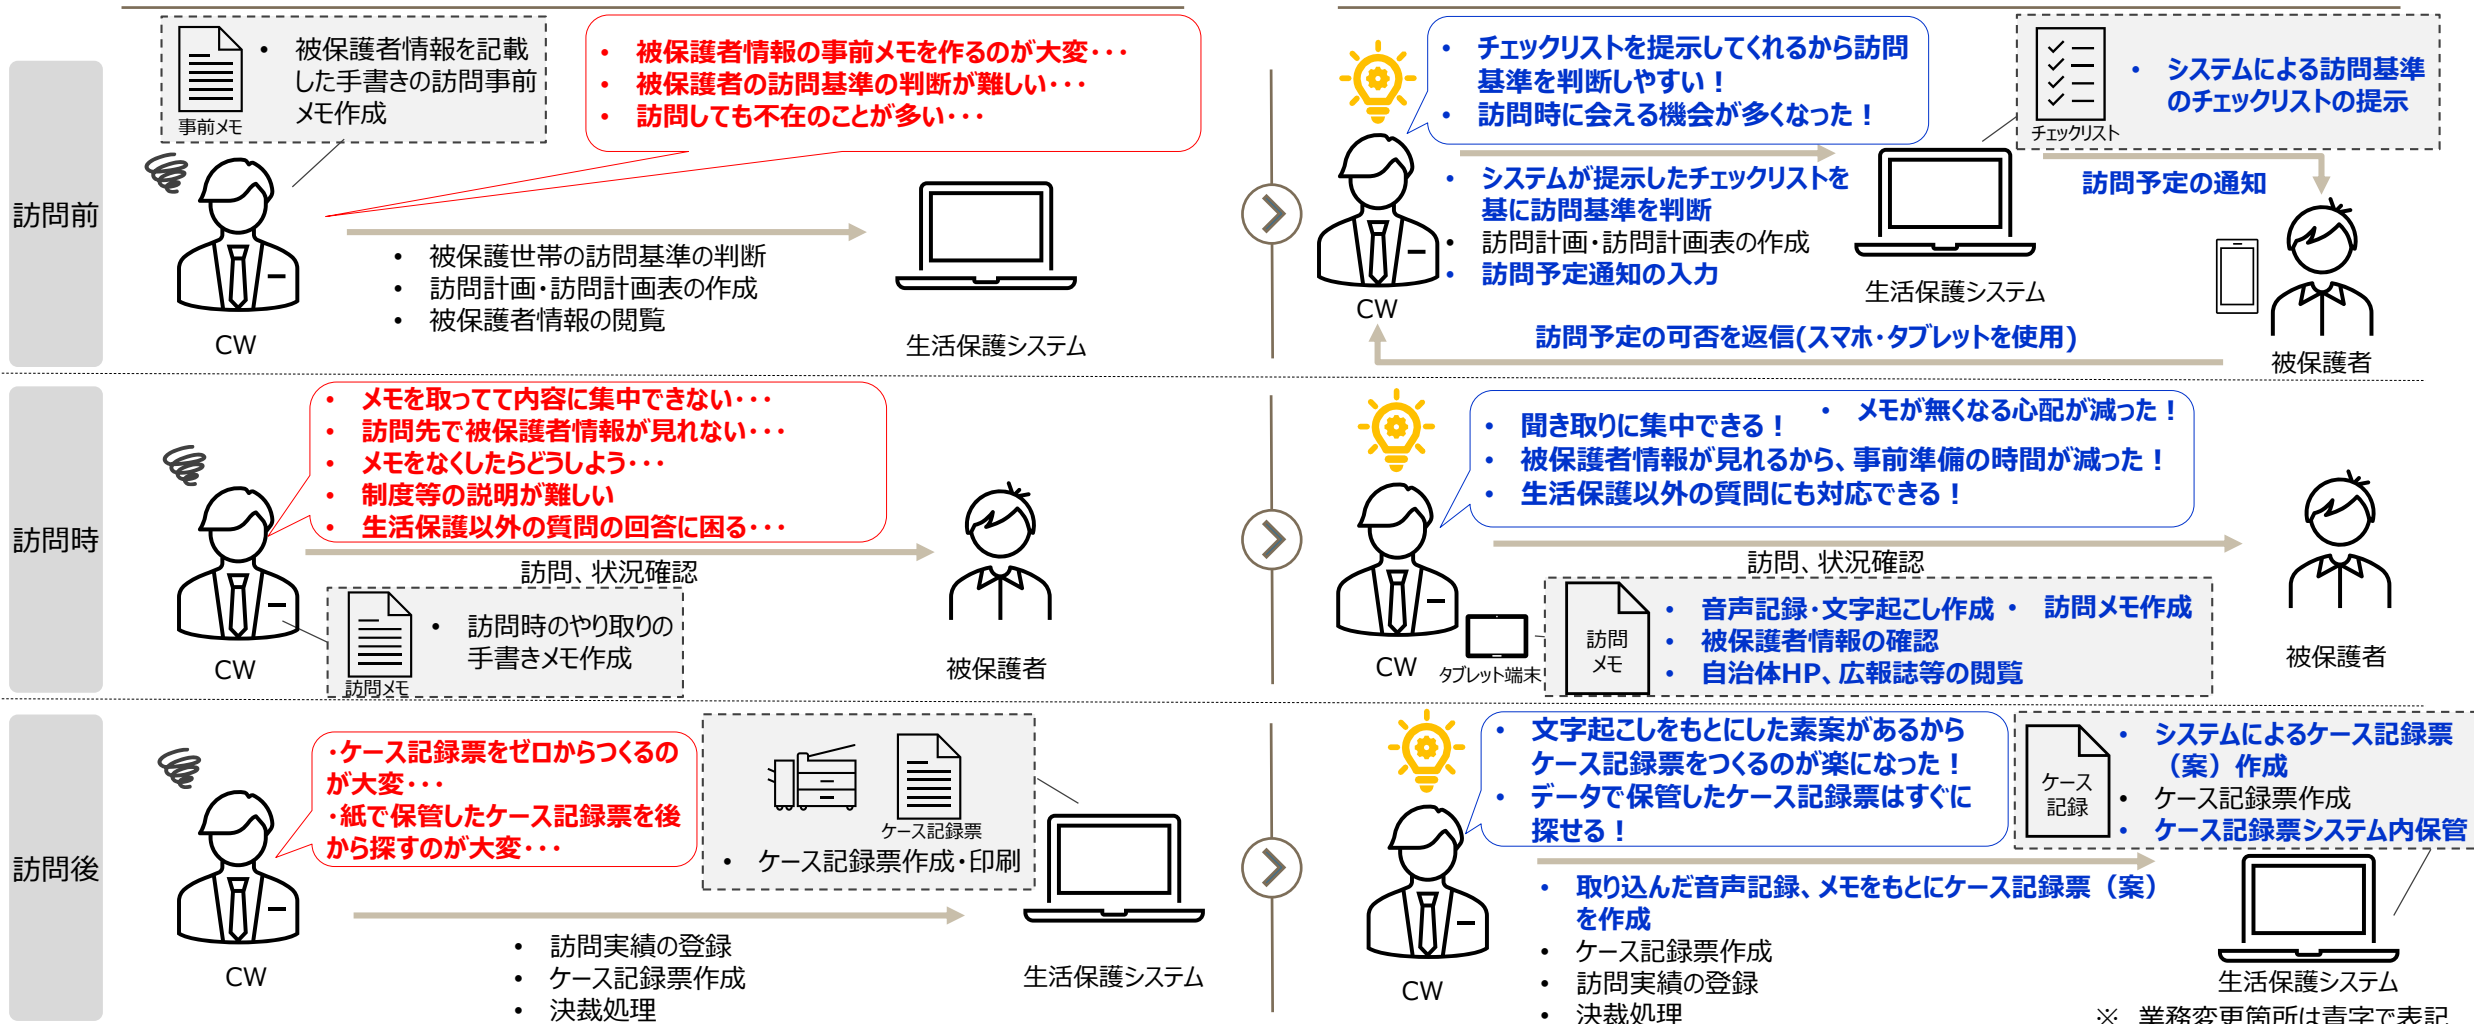 訪問前
事前メモ
• 被保護者情報を記載
した手書きの訪問事前
メモ作成
• 被保護者情報の事前メモを作るのが大変・・・
• 被保護者の訪問基準の判断が難しい・・・
• 訪問しても不在のことが多い・・・
CW
• 被保護世帯の訪問基準の判断
• 訪問計画・訪問計画表の作成
• 被保護者情報の閲覧
生活保護システム
• チェックリストを提示してくれるから訪問
基準を判断しやすい！
• 訪問時に会える機会が多くなった！
チェックリスト
• システムによる訪問基準
のチェックリストの提示
CW
• システムが提示したチェックリストを
基に訪問基準を判断
• 訪問計画・訪問計画表の作成
• 訪問予定通知の入力
生活保護システム
訪問予定の通知
被保護者
訪問予定の可否を返信(スマホ・タブレットを使用)
訪問時
• メモを取ってて内容に集中できない・・・
• 訪問先で被保護者情報が見れない・・・
• メモをなくしたらどうしよう・・・
• 制度等の説明が難しい
• 生活保護以外の質問の回答に困る・・・
CW
訪問、状況確認
訪問メモ
• 訪問時のやり取りの
手書きメモ作成
被保護者
• 聞き取りに集中できる！
• メモが無くなる心配が減った！
• 被保護者情報が見れるから、事前準備の時間が減った！
• 生活保護以外の質問にも対応できる！
CW
タブレット端末
訪問、状況確認
訪問
メモ
• 音声記録・文字起こし作成
• 訪問メモ作成
• 被保護者情報の確認
• 自治体HP、広報誌等の閲覧
被保護者
訪問後
・ケース記録票をゼロからつくるの
が大変・・・
・紙で保管したケース記録票を後
から探すのが大変・・・
CW
ケース記録票
• ケース記録票作成・印刷
• 訪問実績の登録
• ケース記録票作成
• 決裁処理
生活保護システム
• 文字起こしをもとにした素案があるから
ケース記録票をつくるのが楽になった！
• データで保管したケース記録票はすぐに
探せる！
CW
ケース
記録
• システムによるケース記録票
（案）作成
• ケース記録票作成
• ケース記録票システム内保管
• 取り込んだ音声記録、メモをもとにケース記録票（案）
を作成
• ケース記録票作成
• 訪問実績の登録
• 決裁処理
生活保護システム
※ 業務変更箇所は青字で表記